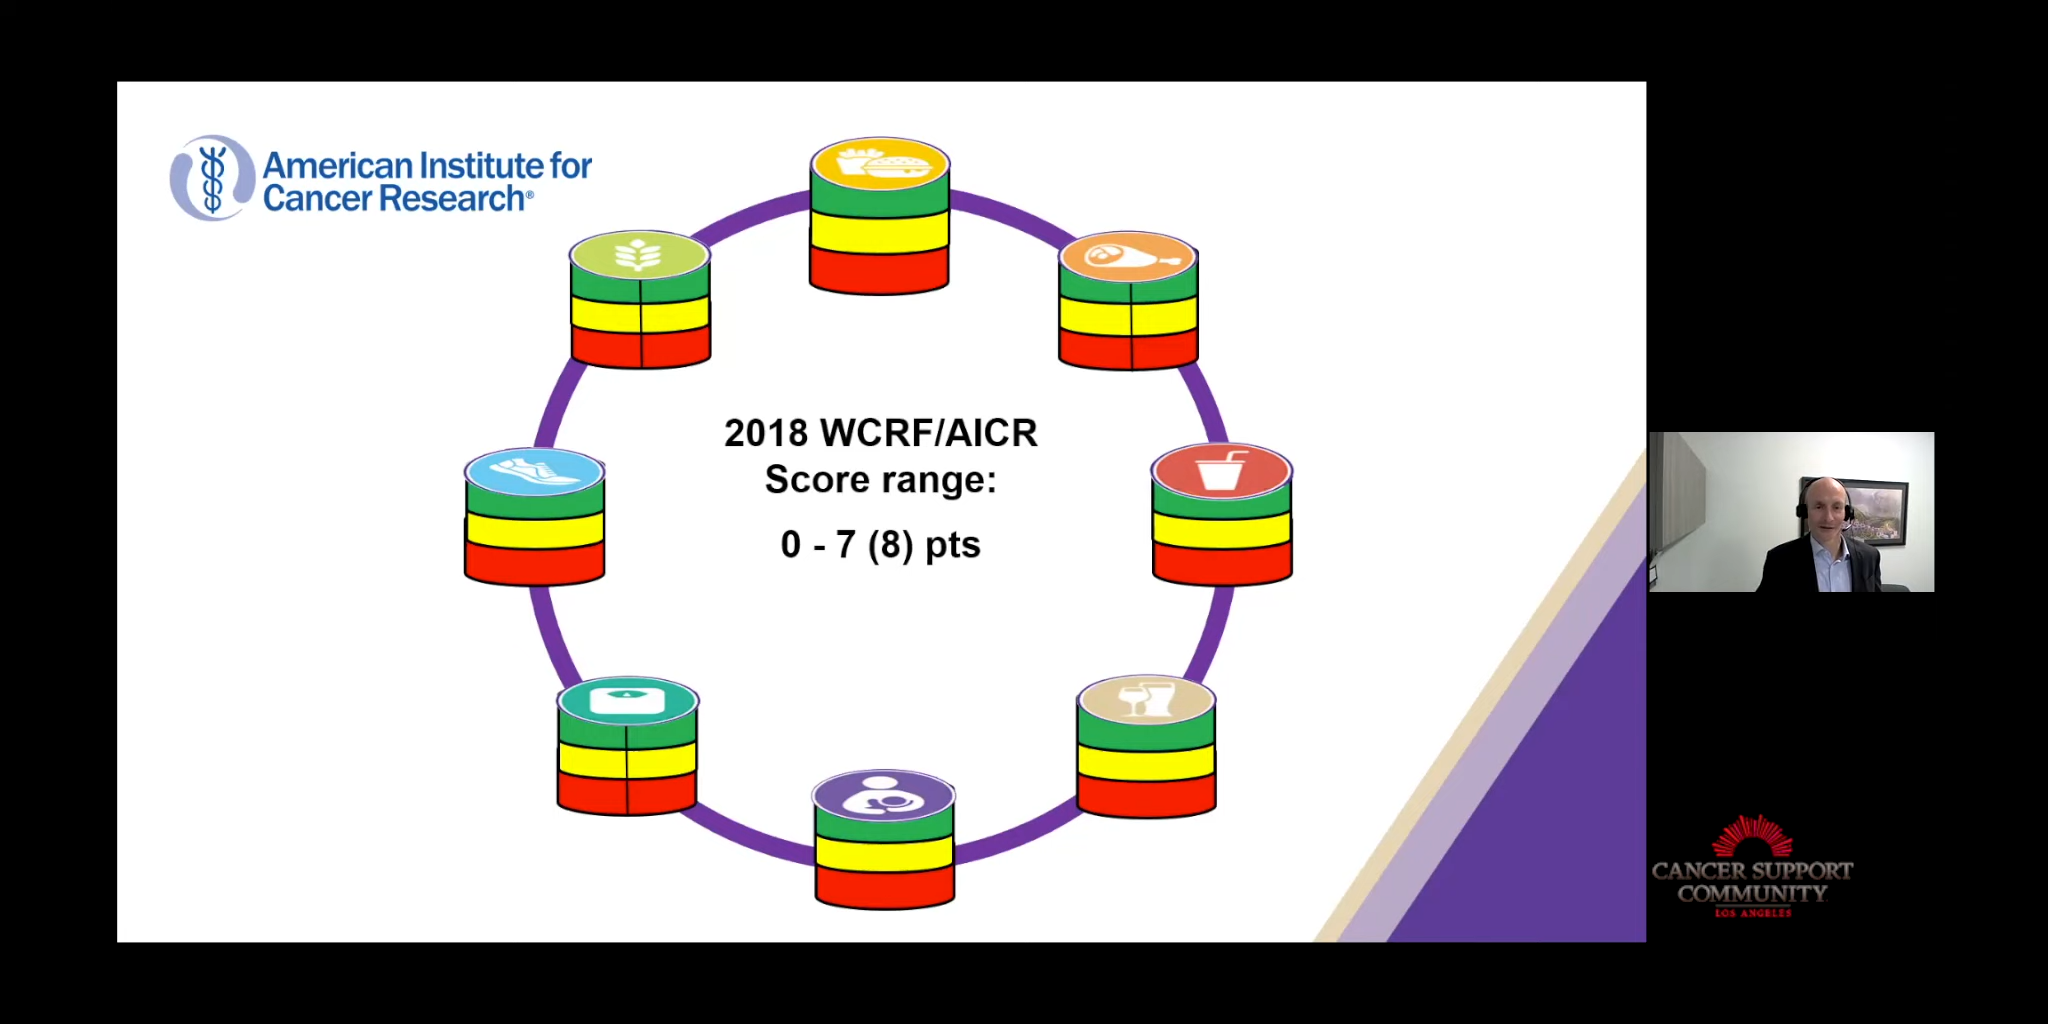 American Institute for
Cancer Research®
2018 WCRF/AICR
Score range:
0 - 7 (8) pts
CANCER SUPPORT
COMMUNITY
LOS ANGELES